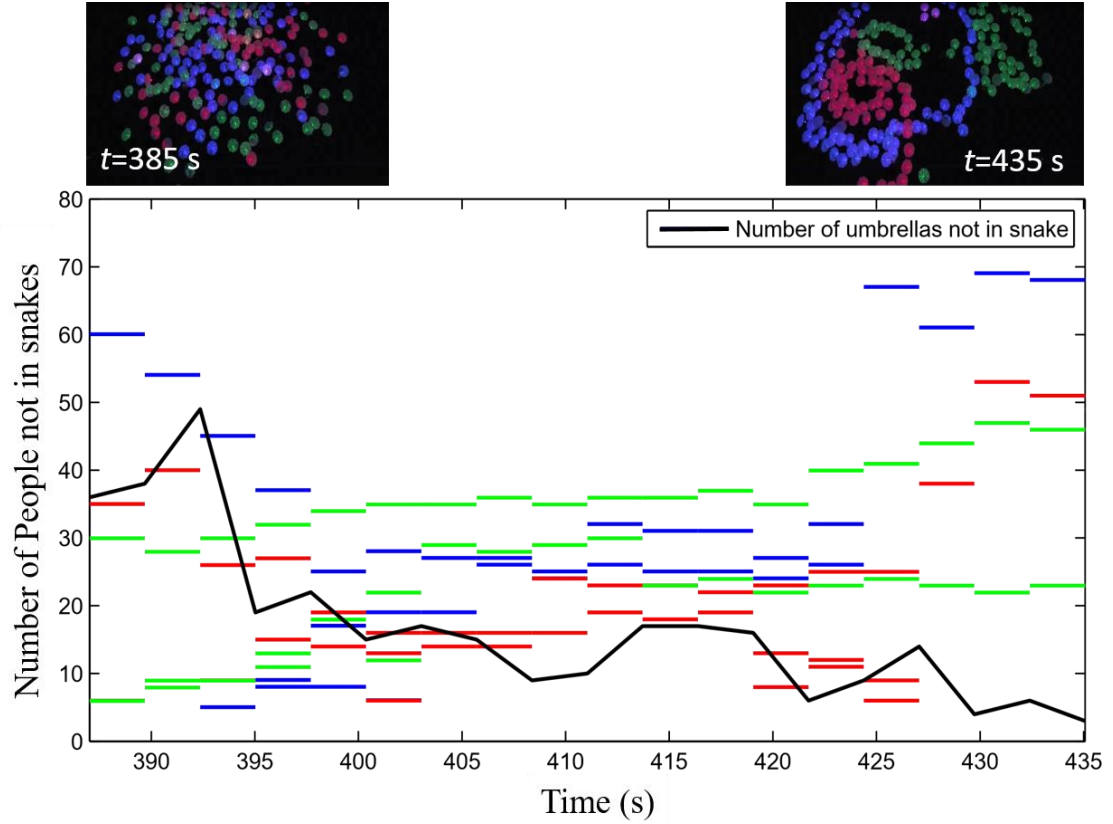 t=385 s
t=435 s
Number of umbrellas not in snake
Number of People not in snakes
80
70
60
50
40
30
20
10
0
390 395 400 405 410 415 420 425 430 435
Time (s)